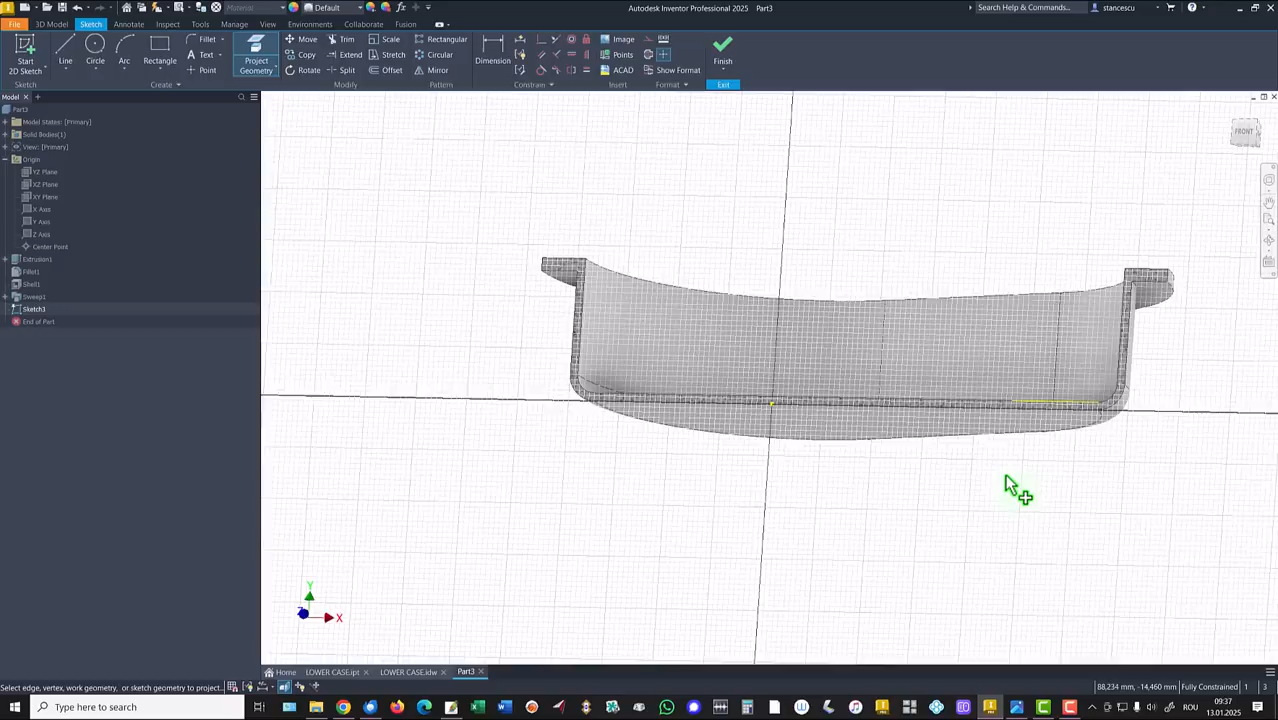 Material
Default
Autodesk Inventor Professional 2025 Part3
Search Help & Commands...
stancescu
File 3D Model Sketch Annotate Inspect Tools Manage View Environments Collaborate Fusion
Start
2D Sketch
Line
Circle
Arc
Rectangle
Fillet
Text
Point
Project
Geometry
Move
Copy
Rotate
Trim
Extend
Split
Scale
Stretch
Offset
Rectangular
Circular
Mirror
Dimension
Image
Points
ACAD
Show Format
Finish
Sketch Create Modify Pattern Constrain Insert Format Exit
Model
Part3
Model States: [Primary]
Solid Bodies(1)
View: [Primary]
Origin
YZ Plane
XZ Plane
XY Plane
X Axis
Y Axis
Z Axis
Center Point
Extrusion1
Fillet1
Shell1
Sweep1
Sketch3
End of Part
FRONT
Y
Z
X
Home LOWER CASE.ipt LOWER CASE.idw Part3
Select edge, vertex, work geometry, or sketch geometry to project...
88,234 mm, -14,460 mm Fully Constrained 1 3
Type here to search
09:37
13.01.2025